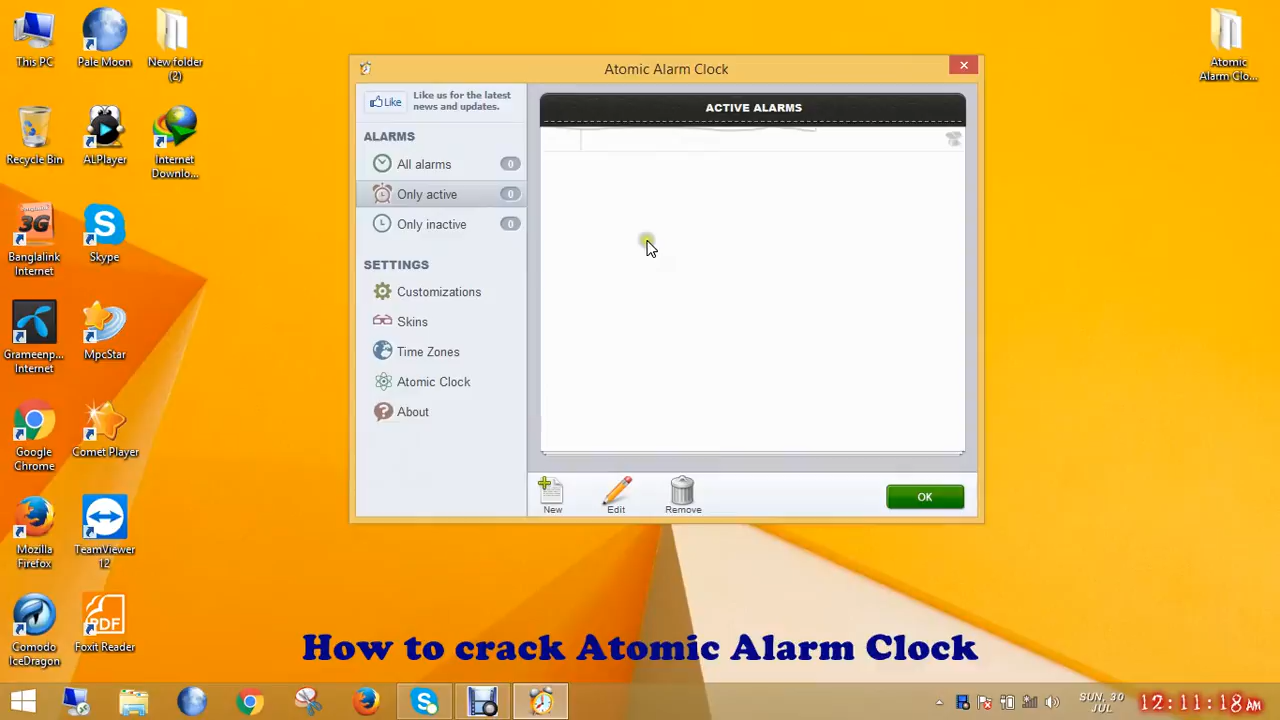 This PC
Pale Moon
New folder
(2)
Atomic
Alarm Clo...
Recycle Bin
ALPlayer
Internet
Downlo...
Banglalink
Internet
Skype
Grameenp...
Internet
MpcStar
Google
Chrome
Comet Player
Mozilla
Firefox
TeamViewer
12
Comodo
IceDragon
PDF
Foxit Reader
3G
Atomic Alarm Clock
Like
Like us for the latest
news and updates.
ALARMS
All alarms 0
Only active 0
Only inactive 0
SETTINGS
Customizations
Skins
Time Zones
Atomic Clock
About
ACTIVE ALARMS
New
Edit
Remove
OK
How to crack Atomic Alarm Clock
SUN, 30
JUL
12:11:18 AM